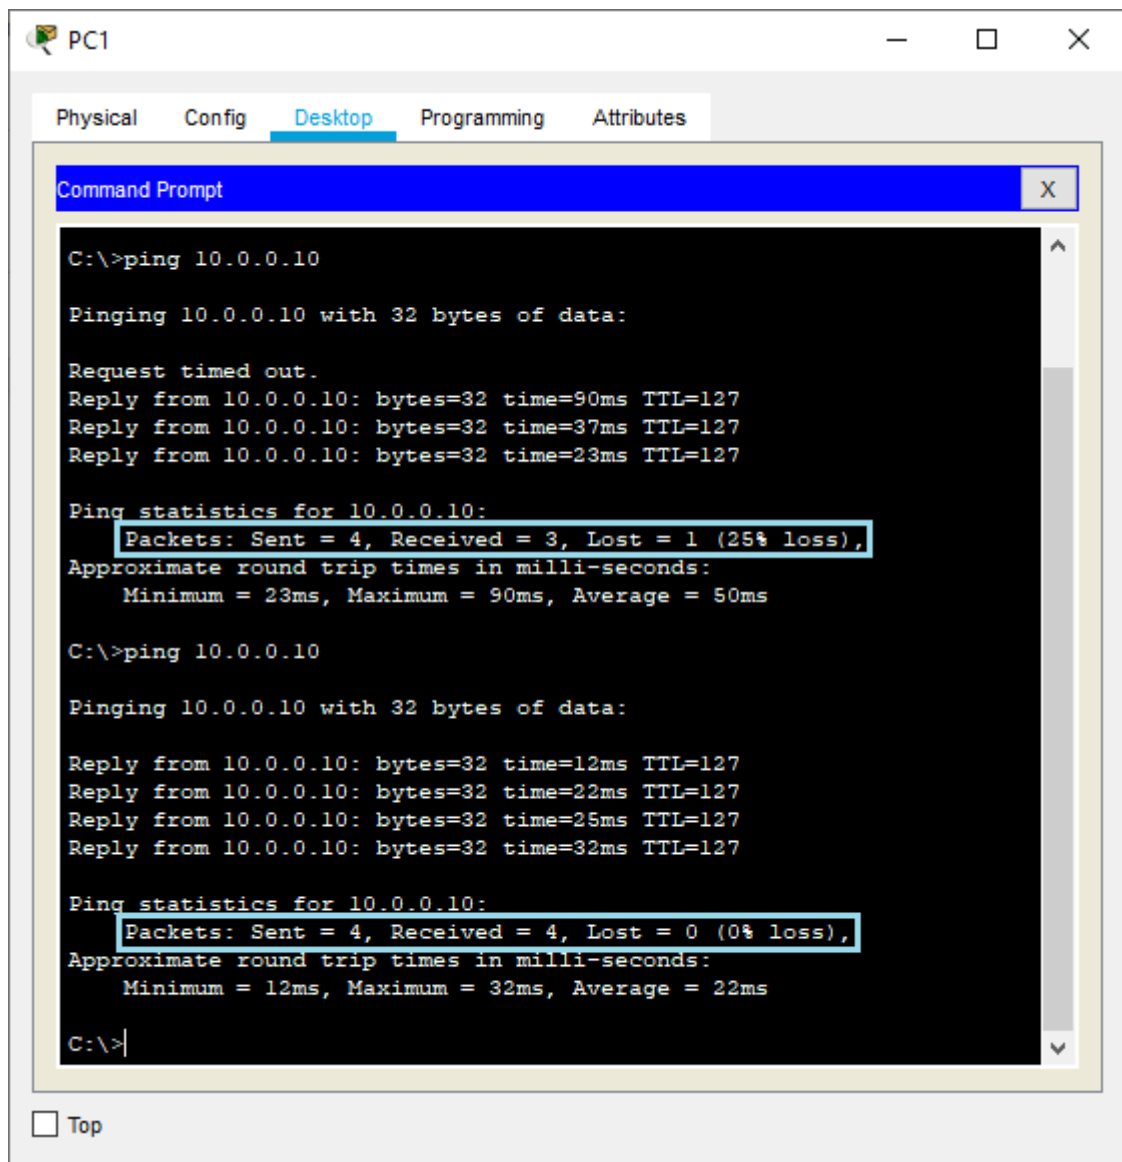 PC1
Physical Config Desktop Programming Attributes
Command Prompt X
C:\>ping 10.0.0.10
Pinging 10.0.0.10 with 32 bytes of data:
Request timed out.
Reply from 10.0.0.10: bytes=32 time=90ms TTL=127
Reply from 10.0.0.10: bytes=32 time=37ms TTL=127
Reply from 10.0.0.10: bytes=32 time=23ms TTL=127
Ping statistics for 10.0.0.10:
Packets: Sent = 4, Received = 3, Lost = 1 (25% loss),
Approximate round trip times in milli-seconds:
Minimum = 23ms, Maximum = 90ms, Average = 50ms
C:\>ping 10.0.0.10
Pinging 10.0.0.10 with 32 bytes of data:
Reply from 10.0.0.10: bytes=32 time=12ms TTL=127
Reply from 10.0.0.10: bytes=32 time=22ms TTL=127
Reply from 10.0.0.10: bytes=32 time=25ms TTL=127
Reply from 10.0.0.10: bytes=32 time=32ms TTL=127
Ping statistics for 10.0.0.10:
Packets: Sent = 4, Received = 4, Lost = 0 (0% loss),
Approximate round trip times in milli-seconds:
Minimum = 12ms, Maximum = 32ms, Average = 22ms
C:\>
Top